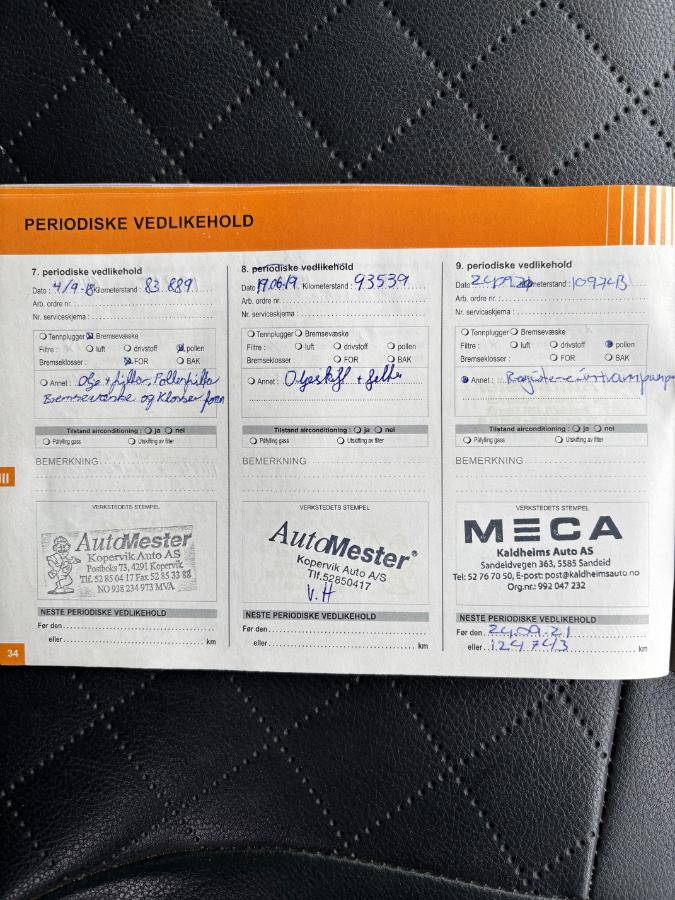 PERIODISKE VEDLIKEHOLD
7. periodiske vedlikehold
Dato : 4/9-18 Kilometerstand : 83 889
Arb. ordre nr.
Nr. serviceskjema :
Tennplugger Bremsevæske
Filtre : luft drivstoff pollen
Bremseklosser : FOR BAK
Annet : Olje + filter,
Bremsevæske og Klosser foran
Tilstand airconditioning : ja nei
Påfylling gass Utskifting av filter
BEMERKNING
VERKSTEDETS STEMPEL
AutoMester
Kopervik Auto AS
Postboks 73, 4291 Kopervik
Tlf. 52 85 04 17 Fax 52 85 33 88
NO 938 234 973 MVA
NESTE PERIODISKE VEDLIKEHOLD
Før den
eller km
8. periodiske vedlikehold
Dato 19.06.19 Kilometerstand : 93539
Arb. ordre nr.
Nr. serviceskjema :
Tennplugger Bremsevæske
Filtre : luft drivstoff pollen
Bremseklosser : FOR BAK
Annet : Oljeskift + filter
Tilstand airconditioning : ja nei
Påfylling gass Utskifting av filter
BEMERKNING
VERKSTEDETS STEMPEL
AutoMester®
Kopervik Auto A/S
Tlf.52850417
V.H
NESTE PERIODISKE VEDLIKEHOLD
Før den
eller km
9. periodiske vedlikehold
Dato : 109743
Arb. ordre nr.
Nr. serviceskjema :
Tennplugger Bremsevæske
Filtre : luft drivstoff pollen
Bremseklosser : FOR BAK
Annet :
Tilstand airconditioning : ja nei
Påfylling gass Utskifting av filter
BEMERKNING
VERKSTEDETS STEMPEL
MECA
Kaldheims Auto AS
Sandeidvegen 363, 5585 Sandeid
Tel: 52 76 70 50, E-post: post@kaldheimsauto.no
Org.nr.: 992 047 232
NESTE PERIODISKE VEDLIKEHOLD
Før den 24.09.21
eller 124743 km
34